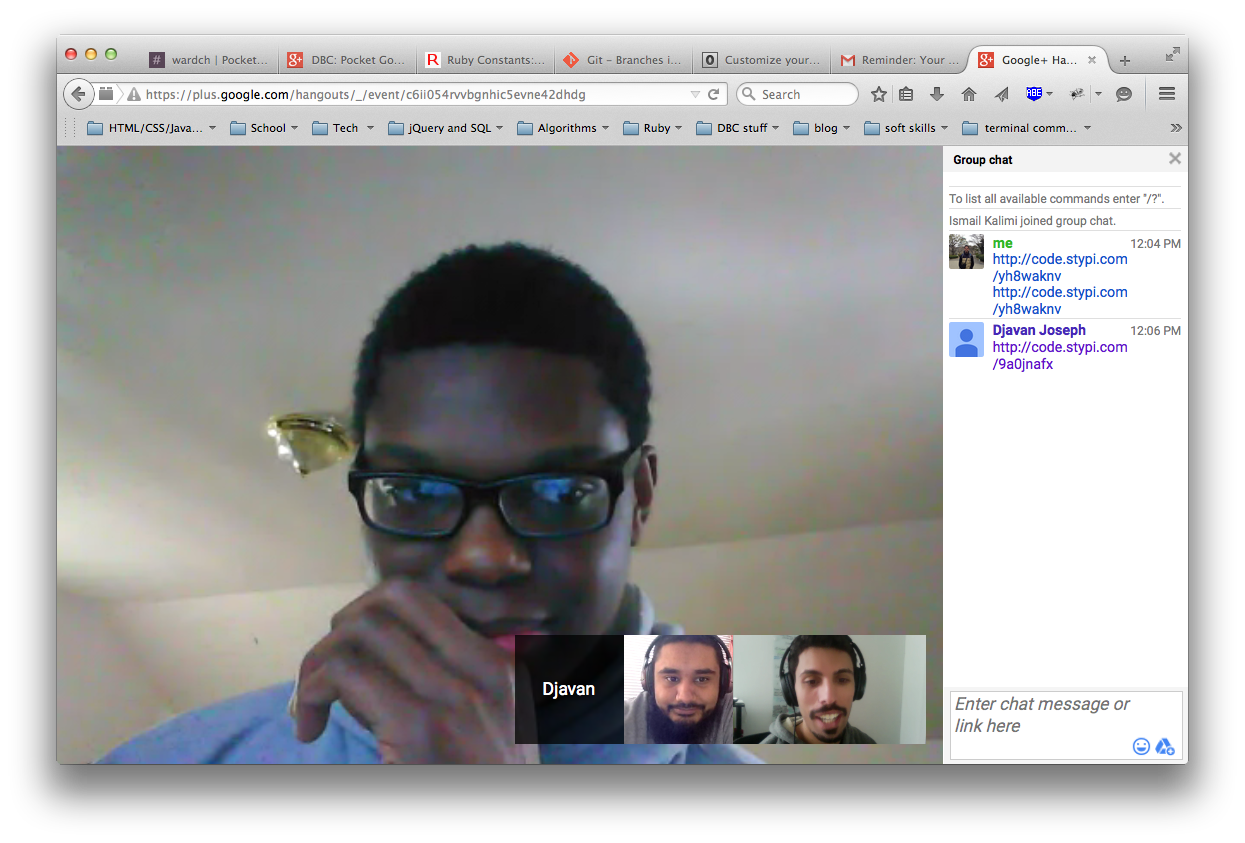 # wardch | Pocket...
DBC: Pocket Go...
R Ruby Constants:...
Git – Branches i...
Customize your...
Reminder: Your ...
Google+ Ha...
https://plus.google.com/hangouts/_/event/c6ii054rvvbgnhic5evne42dhdg
Search
ABE
HTML/CSS/Java...
School
Tech
jQuery and SQL
Algorithms
Ruby
DBC stuff
blog
soft skills
terminal comm...
Group chat
To list all available commands enter "/?".
Ismail Kalimi joined group chat.
me 12:04 PM
http://code.stypi.com
/yh8waknv
http://code.stypi.com
/yh8waknv
Djavan Joseph 12:06 PM
http://code.stypi.com
/9a0jnafx
Djavan
Enter chat message or
link here